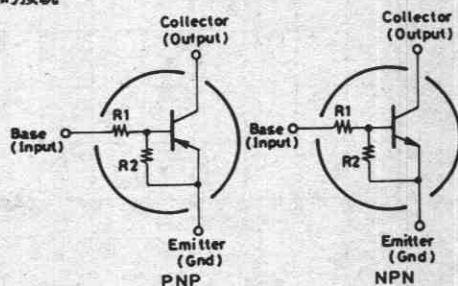 Collector
(Output)
R1
Base
(Input)
R2
Emitter
(Gnd)
PNP
Collector
(Output)
R1
Base
(Input)
R2
Emitter
(Gnd)
NPN